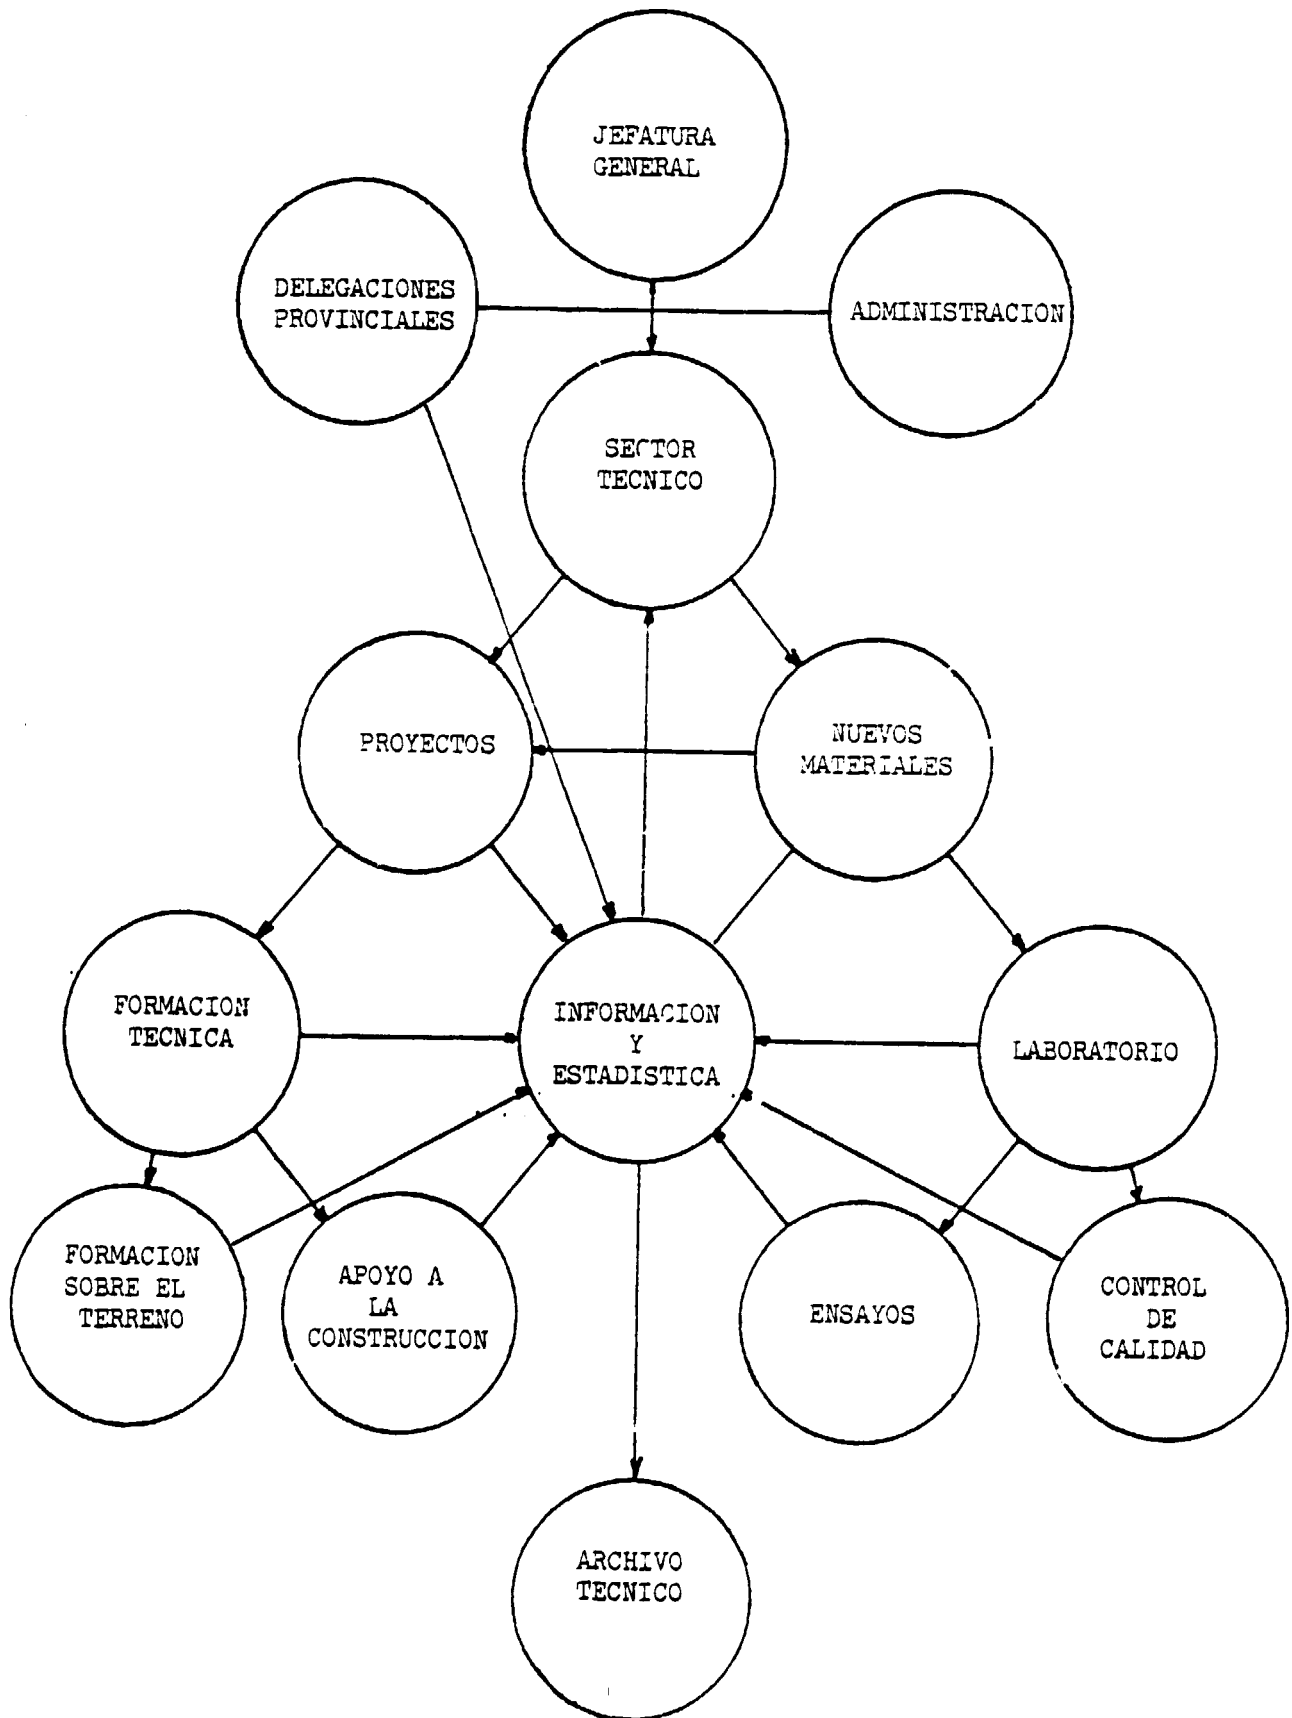 JEFATURA
GENERAL
DELEGACIONES
PROVINCIALES
ADMINISTRACION
SECTOR
TECNICO
PROYECTOS
NUEVOS
MATERIALES
FORMACION
TECNICA
INFORMACION
Y
ESTADISTICA
LABORATORIO
FORMACION
SOBRE EL
TERRENO
APOYO A
LA
CONSTRUCCION
ENSAYOS
CONTROL
DE
CALIDAD
ARCHIVO
TECNICO